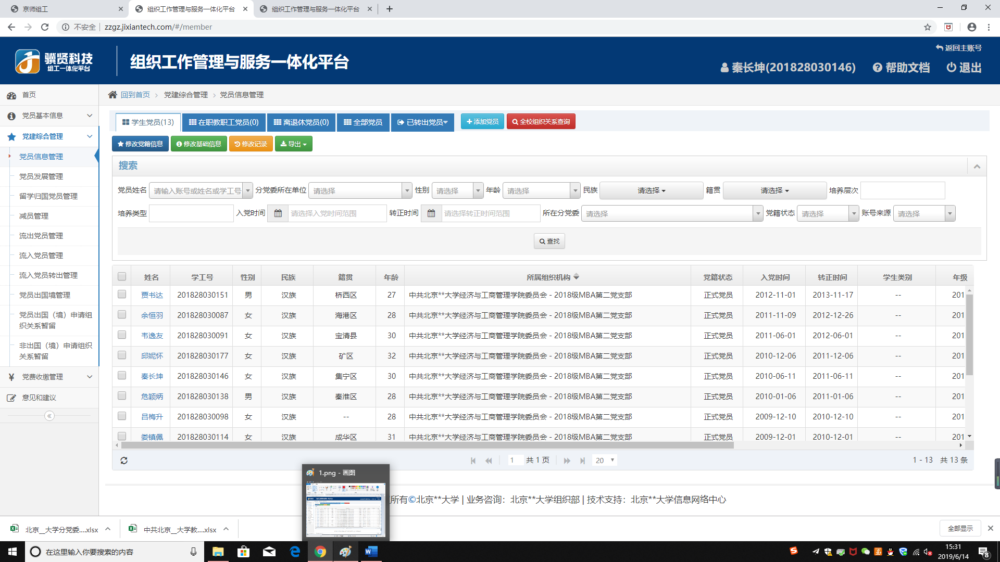 京师组工
组织工作管理与服务一体化平台
组织工作管理与服务一体化平台
不安全
zzgz.jixiantech.com/#/member
骥贤科技
组工一体化平台
组织工作管理与服务一体化平台
返回主账号
秦长坤(201828030146) 帮助文档 退出
首页
党员基本信息
党建综合管理
党员信息管理
党员发展管理
留学归国党员管理
减员管理
流出党员管理
流入党员管理
流入党员转出管理
党员出国境管理
党员出国（境）申请组
织关系暂留
非出国（境）申请组织
关系暂留
党费收缴管理
意见和建议
回到首页 党建综合管理 党员信息管理
学生党员(13) 在职教职工党员(0) 离退休党员(0) 全部党员 已转出党员 添加党员 全校组织关系查询
修改党籍信息 修改基础信息 修改记录 导出
搜索
党员姓名 请输入账号或姓名或学工号 分党委所在单位 请选择 性别 请选择 年龄 请选择 民族 请选择 籍贯 请选择 培养层次
培养类型 入党时间 请选择入党时间范围 转正时间 请选择转正时间范围 所在分党委 请选择 党籍状态 请选择 账号来源 请选择
查找
姓名 学工号 性别 民族 籍贯 年龄 所属组织机构 党籍状态 入党时间 转正时间 学生类别 年级
贾书达 201828030151 男 汉族 桥西区 27 中共北京**大学经济与工商管理学院委员会 - 2018级MBA第二党支部 正式党员 2012-11-01 2013-11-17 -- 201
余恒羽 201828030087 女 汉族 海港区 28 中共北京**大学经济与工商管理学院委员会 - 2018级MBA第二党支部 正式党员 2011-11-09 2012-12-26 -- 201
韦逸友 201828030091 女 汉族 宝清县 30 中共北京**大学经济与工商管理学院委员会 - 2018级MBA第二党支部 正式党员 2011-06-01 2012-06-01 -- 201
邱妮怀 201828030177 女 汉族 矿区 32 中共北京**大学经济与工商管理学院委员会 - 2018级MBA第二党支部 正式党员 2010-12-06 2011-12-06 -- 201
秦长坤 201828030146 女 汉族 集宁区 30 中共北京**大学经济与工商管理学院委员会 - 2018级MBA第二党支部 正式党员 2010-06-11 2011-06-11 -- 201
危颖炳 201828030138 男 汉族 秦淮区 28 中共北京**大学经济与工商管理学院委员会 - 2018级MBA第二党支部 正式党员 2010-01-06 2011-01-06 -- 201
吕梅升 201828030098 女 汉族 -- 28 中共北京**大学经济与工商管理学院委员会 - 2018级MBA第二党支部 正式党员 2009-12-10 2010-12-10 -- 201
娄镇佩 201828030114 女 汉族 成华区 31 中共北京**大学经济与工商管理学院委员会 - 2018级MBA第二党支部 正式党员 2009-12-01 2010-12-01 -- 201
1 共 1 页 20
1 - 13 共 13 条
1.png - 画图
所有©北京**大学 | 业务咨询：北京**大学组织部 | 技术支持：北京**大学信息网络中心
北京__大学分党委....xlsx
中共北京__大学教....xlsx
全部显示
在这里输入你要搜索的内容
15:31
2019/6/14
8